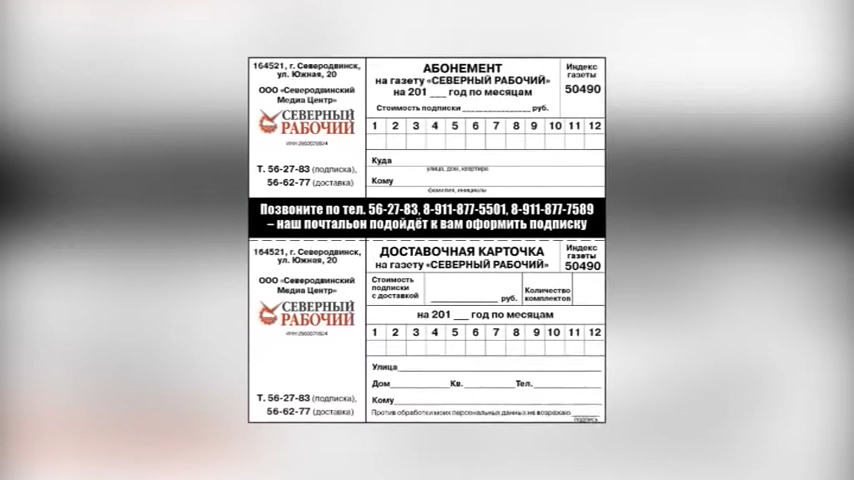 164521, г. Северодвинск,
ул. Южная, 20
ООО «Северодвинский
Медиа Центр»
СЕВЕРНЫЙ
РАБОЧИЙ
Т. 56-27-83 (подписка),
56-62-77 (доставка)
АБОНЕМЕНТ
на газету «СЕВЕРНЫЙ РАБОЧИЙ»
на 201 ___ год по месяцам
Стоимость подписки _______________ руб.
Индекс
газеты
50490
1 2 3 4 5 6 7 8 9 10 11 12
Куда
улица, дом, квартира
Кому
фамилия, инициалы
Позвоните по тел. 56-27-83, 8-911-877-5501, 8-911-877-7589
– наш почтальон подойдёт к вам оформить подписку
164521, г. Северодвинск,
ул. Южная, 20
ООО «Северодвинский
Медиа Центр»
СЕВЕРНЫЙ
РАБОЧИЙ
Т. 56-27-83 (подписка),
56-62-77 (доставка)
ДОСТАВОЧНАЯ КАРТОЧКА
на газету «СЕВЕРНЫЙ РАБОЧИЙ»
Индекс
газеты
50490
Стоимость
подписки
с доставкой
_______________ руб.
Количество
комплектов
на 201 ___ год по месяцам
1 2 3 4 5 6 7 8 9 10 11 12
Улица
Дом_______________ Кв. __________ Тел. _______________
Кому
Против обработки моих персональных данных не возражаю ______
подпись